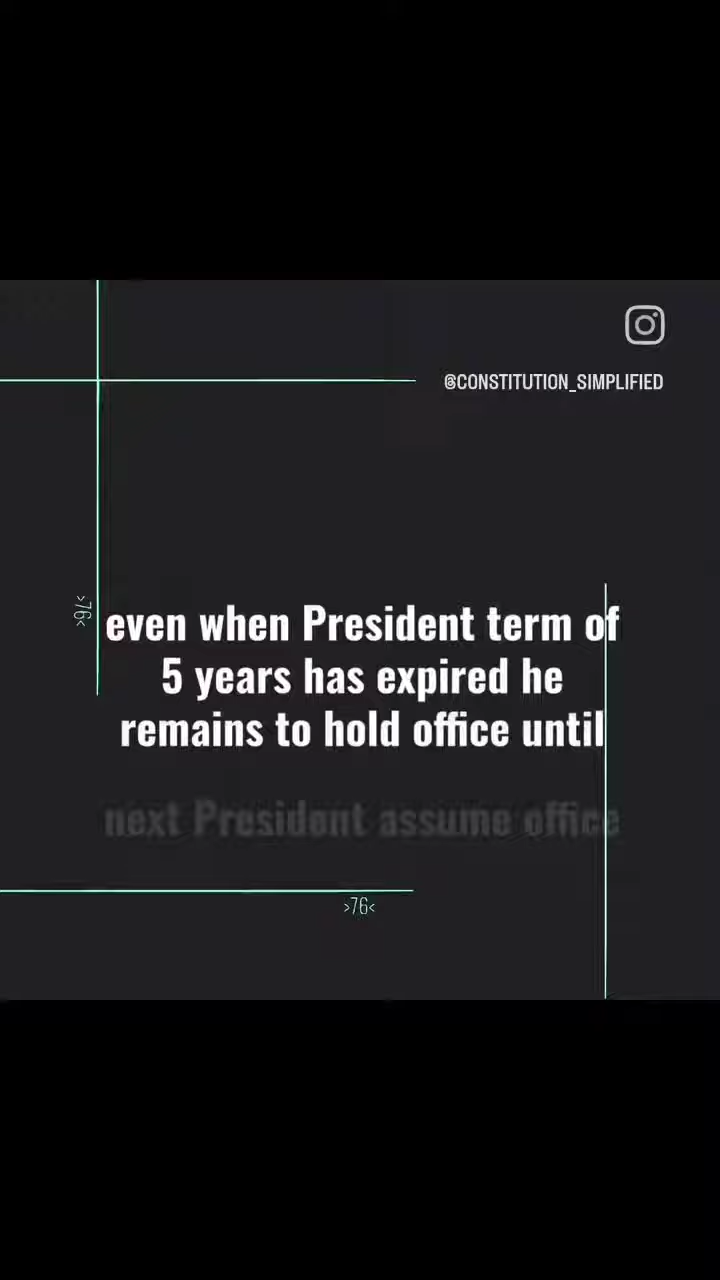 @CONSTITUTION_SIMPLIFIED
>76<
even when President term of
5 years has expired he
remains to hold office until
next President assume office
>76<